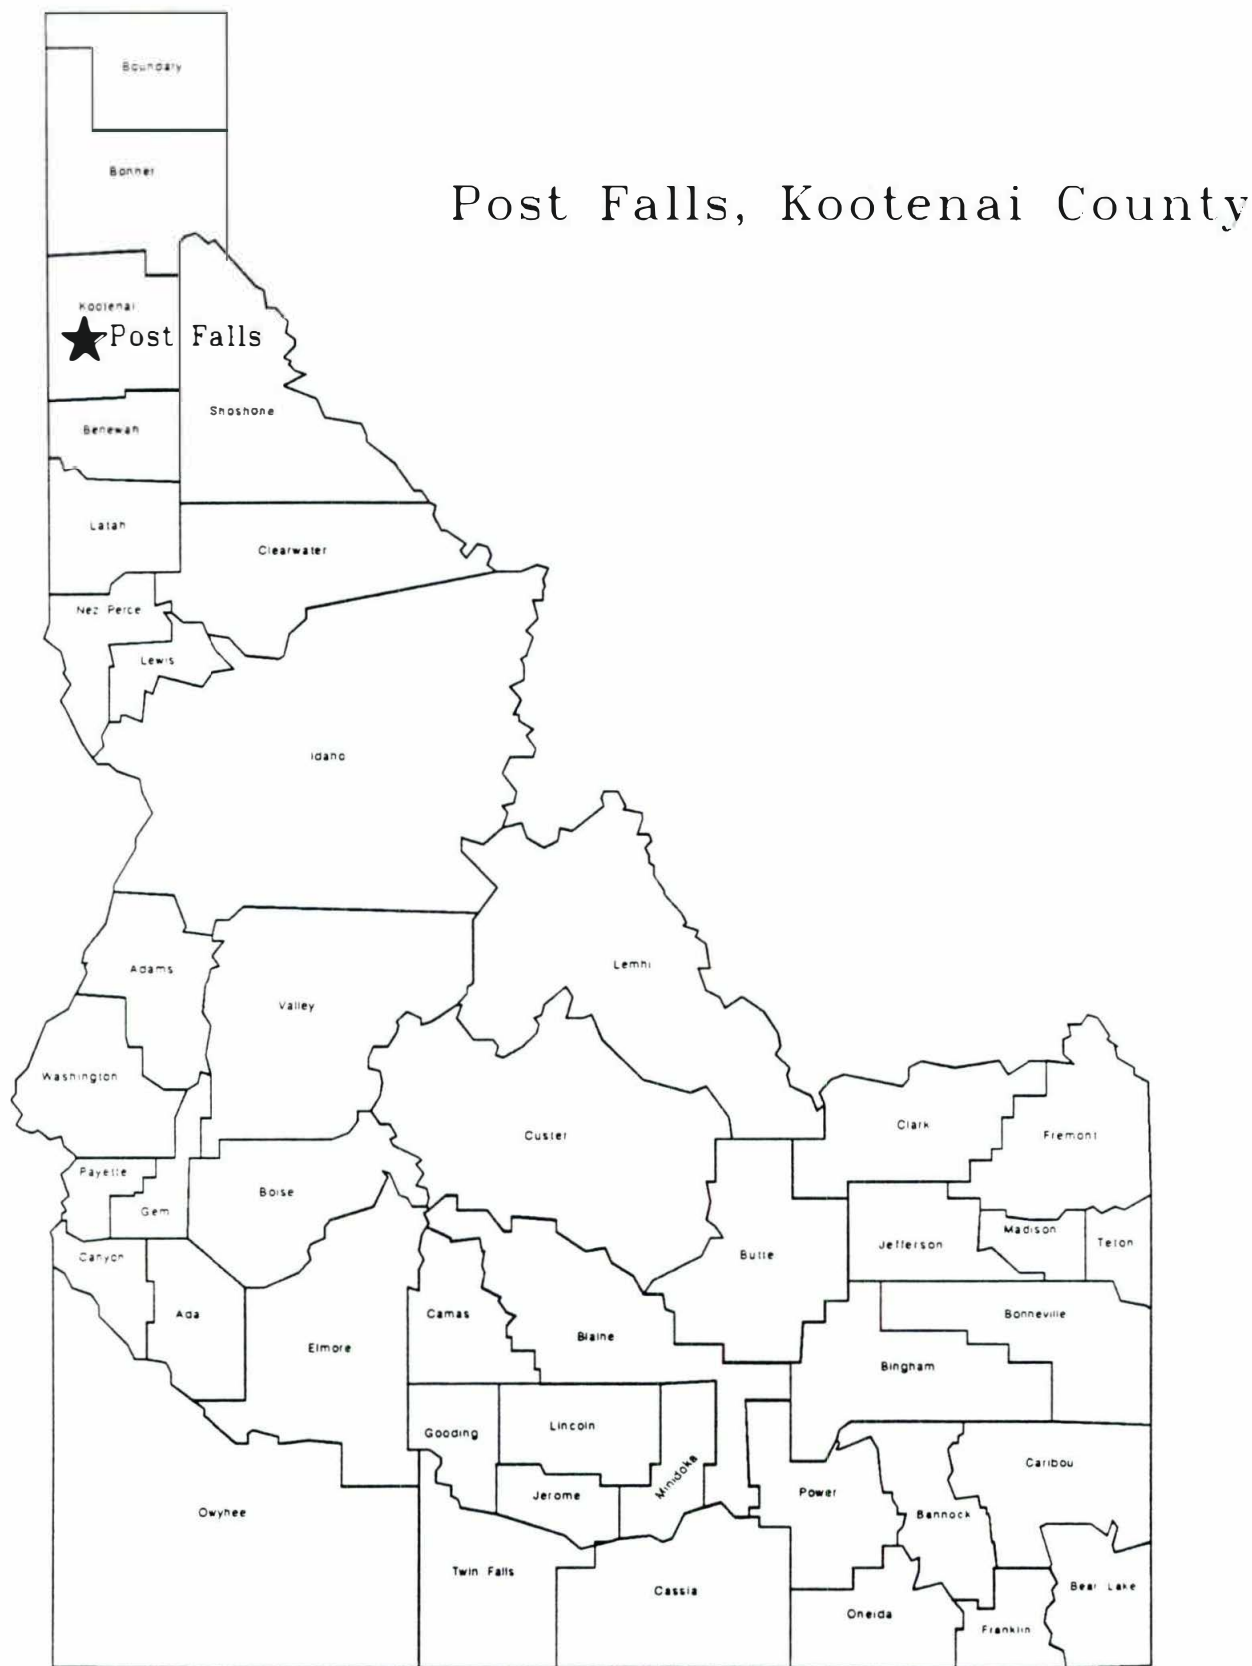 Boundary
Bonner
Post Falls, Kootenai County
Kootenai
Post Falls
Shoshone
Benewah
Latah
Clearwater
Nez Perce
Lewis
Idaho
Lemhi
Adams
Valley
Washington
Custer
Clark
Fremont
Payette
Boise
Gem
Canyon
Butte
Jefferson
Madison
Teton
Ada
Camas
Elmore
Blaine
Bonneville
Bingham
Gooding
Lincoln
Minidoka
Caribou
Jerome
Power
Owyhee
Bannock
Twin Falls
Cassia
Bear Lake
Oneida
Franklin